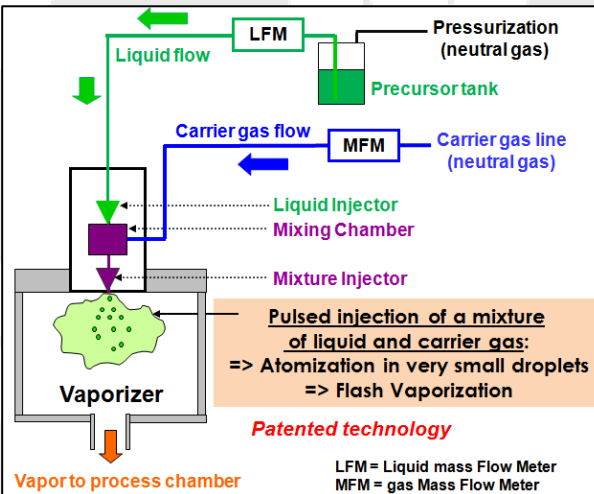 LFM
Pressurization
(neutral gas)
Liquid flow
Precursor tank
Carrier gas flow
MFM
Carrier gas line
(neutral gas)
Liquid Injector
Mixing Chamber
Mixture Injector
Pulsed injection of a mixture
of liquid and carrier gas:
=> Atomization in very small droplets
=> Flash Vaporization
Vaporizer
Patented technology
Vapor to process chamber
LFM = Liquid mass Flow Meter
MFM = gas Mass Flow Meter